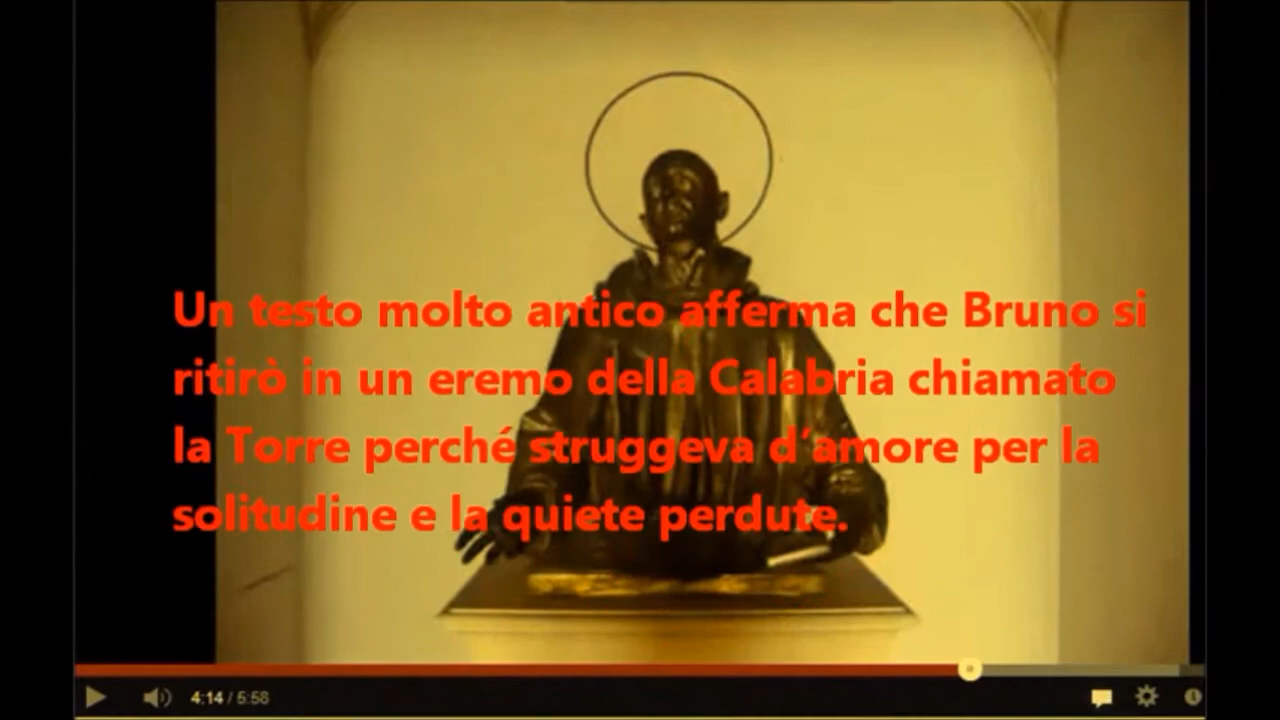 Un testo molto antico afferma che Bruno si
ritirò in un eremo della Calabria chiamato
la Torre perché struggeva d’amore per la
solitudine e la quiete perdute.
4:14 / 5:58